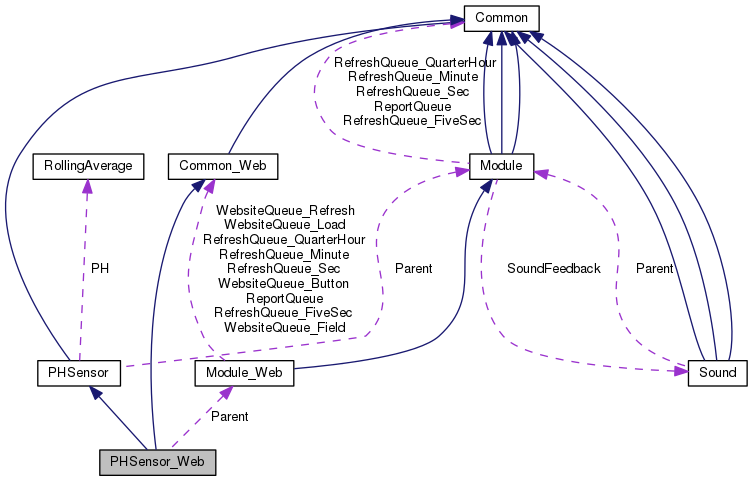 Common
RefreshQueue_QuarterHour
RefreshQueue_Minute
RefreshQueue_Sec
ReportQueue
RefreshQueue_FiveSec
RollingAverage
Common_Web
Module
WebsiteQueue_Refresh
WebsiteQueue_Load
RefreshQueue_QuarterHour
RefreshQueue_Minute
RefreshQueue_Sec
WebsiteQueue_Button
ReportQueue
RefreshQueue_FiveSec
WebsiteQueue_Field
PH
Parent
SoundFeedback
Parent
PHSensor
Module_Web
Sound
Parent
PHSensor_Web